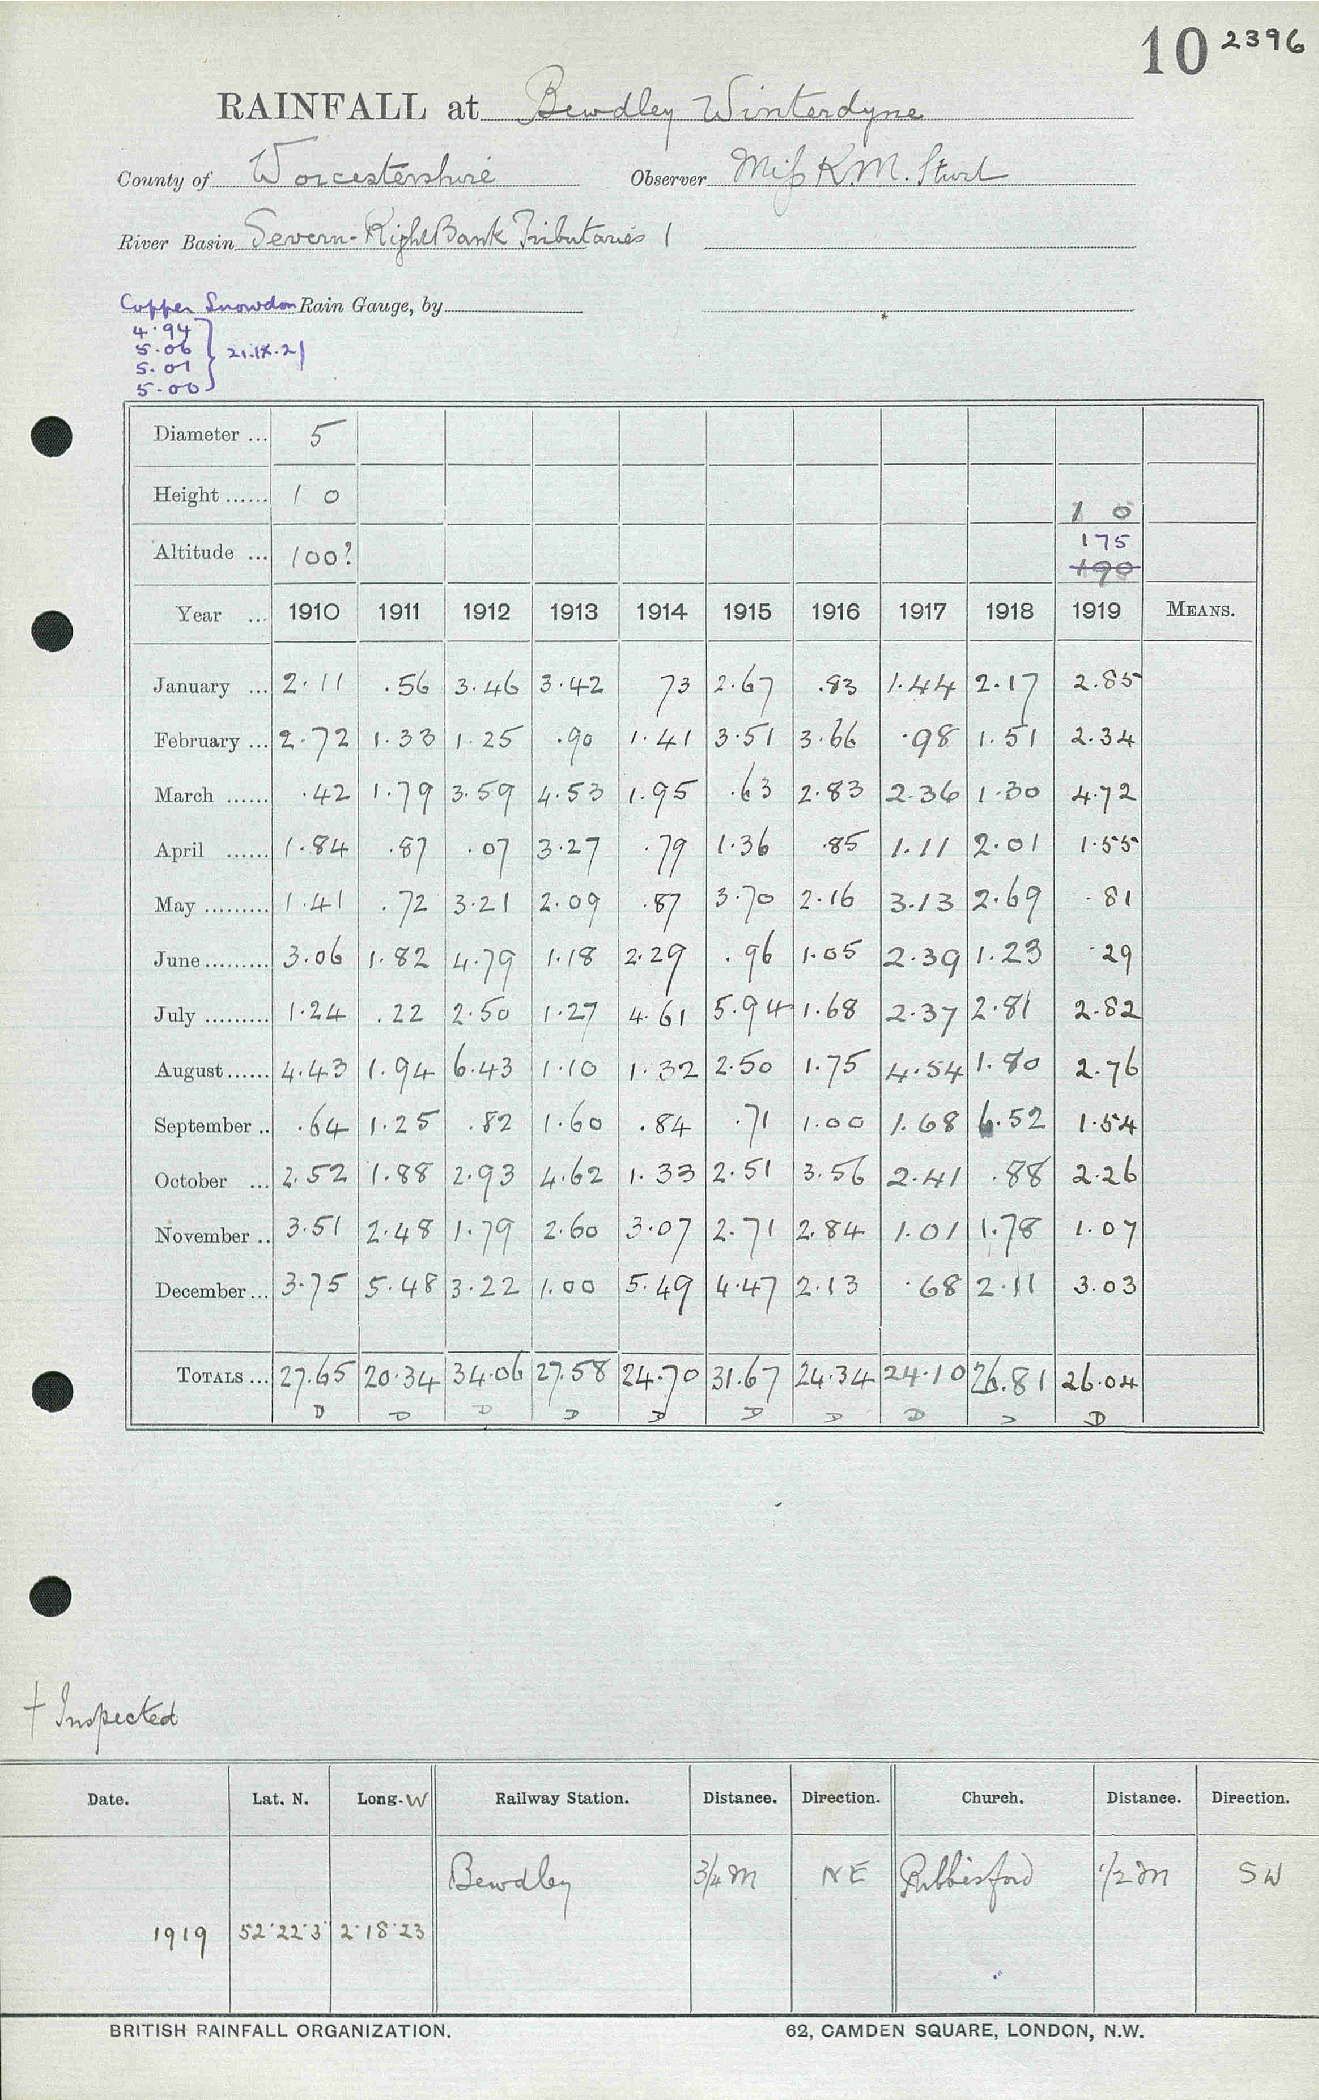 10 2396
RAINFALL at Bewdley Winterdyne
County of Worcestershire Observer Miss K.M. Sturt
River Basin Severn-Right Bank Tributaries 1
Copper Snowdon Rain Gauge, by
4.94
5.06
5.01
5.00
21.IX.21
Diameter ... 5
Height ...... 1 0 1 0
Altitude ... 100? 175
190
Year ... 1910 1911 1912 1913 1914 1915 1916 1917 1918 1919 MEANS.
January ... 2.11 .56 3.46 3.42 73 2.67 .83 1.44 2.17 2.85
February ... 2.72 1.33 1.25 .90 1.41 3.51 3.66 .98 1.51 2.34
March ...... .42 1.79 3.59 4.53 1.95 .63 2.83 2.36 1.30 4.72
April ...... 1.84 .87 .07 3.27 .79 1.36 .85 1.11 2.01 1.55
May ......... 1.41 .72 3.21 2.09 .87 3.70 2.16 3.13 2.69 .81
June ......... 3.06 1.82 4.79 1.18 2.29 .96 1.05 2.39 1.23 .29
July ......... 1.24 .22 2.50 1.27 4.61 5.94 1.68 2.37 2.81 2.82
August ...... 4.43 1.94 6.43 1.10 1.32 2.50 1.75 4.54 1.80 2.76
September .. .64 1.25 .82 1.60 .84 .71 1.00 1.68 6.52 1.54
October ... 2.52 1.88 2.93 4.62 1.33 2.51 3.56 2.41 .88 2.26
November .. 3.51 2.48 1.79 2.60 3.07 2.71 2.84 1.01 1.78 1.07
December ... 3.75 5.48 3.22 1.00 5.49 4.47 2.13 .68 2.11 3.03
TOTALS ... 27.65 20.34 34.06 27.58 24.70 31.67 24.34 24.10 26.81 26.04
D D D D D D D D D D
† Inspected
Date. Lat. N. Long. W Railway Station. Distance. Direction. Church. Distance. Direction.
Bewdley 3/4 M NE Ribbesford 1/2 M SW
1919 52.22.3 2.18.23
BRITISH RAINFALL ORGANIZATION. 62, CAMDEN SQUARE, LONDON, N.W.